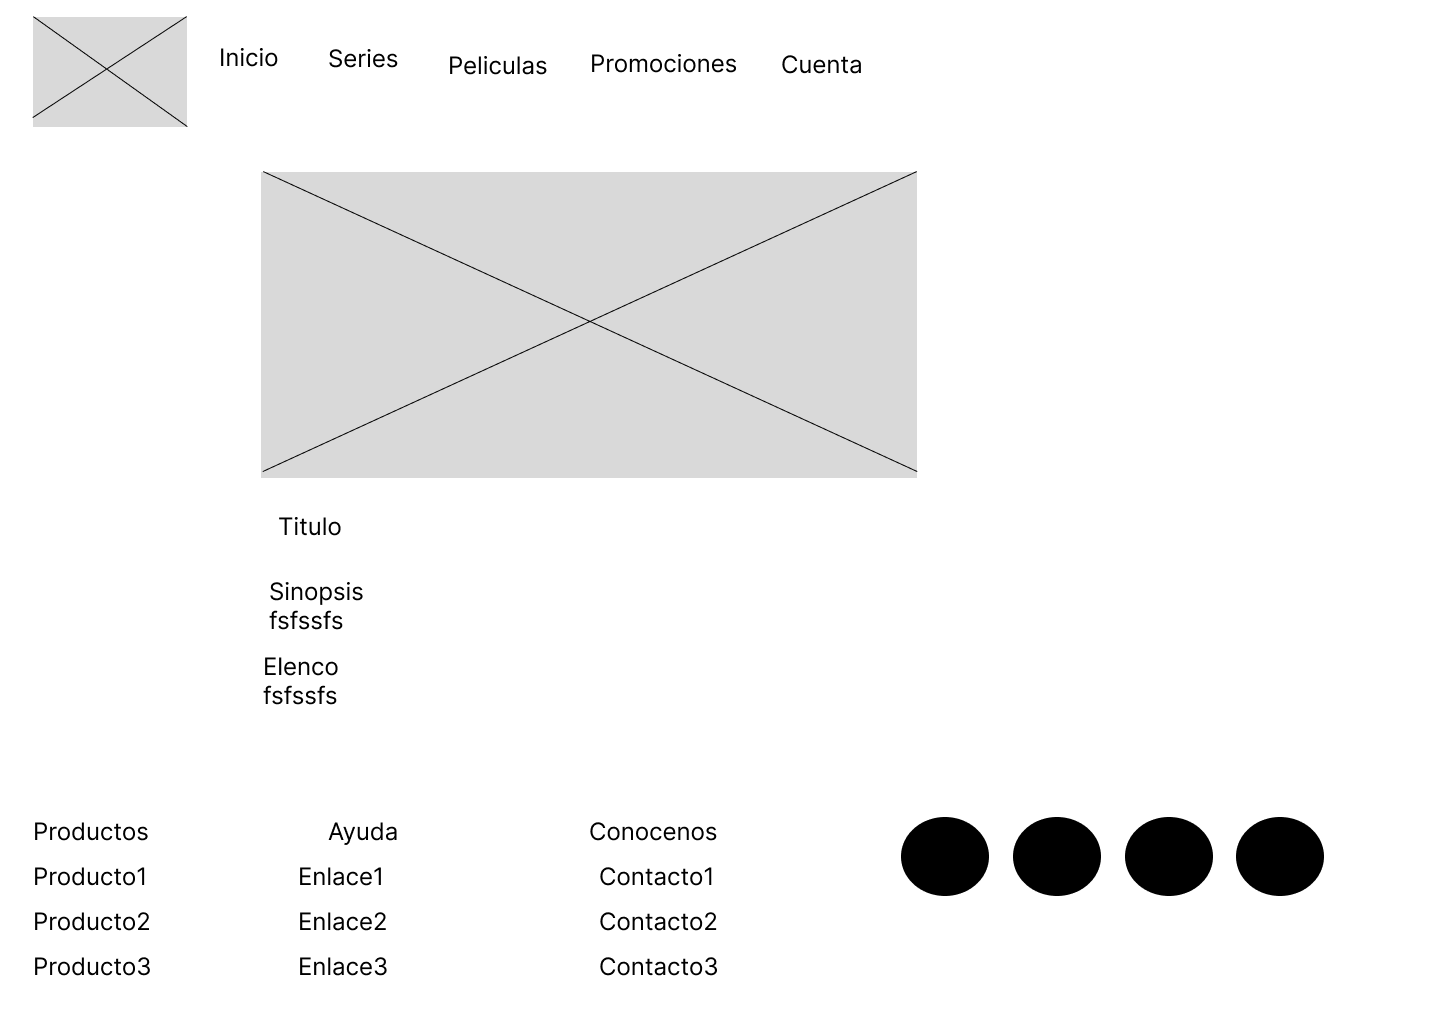 Inicio
Series
Peliculas
Promociones
Cuenta
Titulo
Sinopsis
fsfssfs
Elenco
fsfssfs
Productos
Producto1
Producto2
Producto3
Ayuda
Enlace1
Enlace2
Enlace3
Conocenos
Contacto1
Contacto2
Contacto3